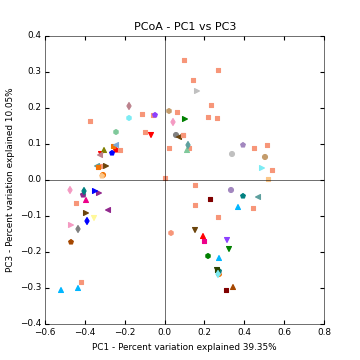 PCoA - PC1 vs PC3
0.4
0.3
0.2
0.1
0.0
−0.1
−0.2
−0.3
−0.4
PC3 - Percent variation explained 10.05%
−0.6 −0.4 −0.2 0.0 0.2 0.4 0.6 0.8
PC1 - Percent variation explained 39.35%